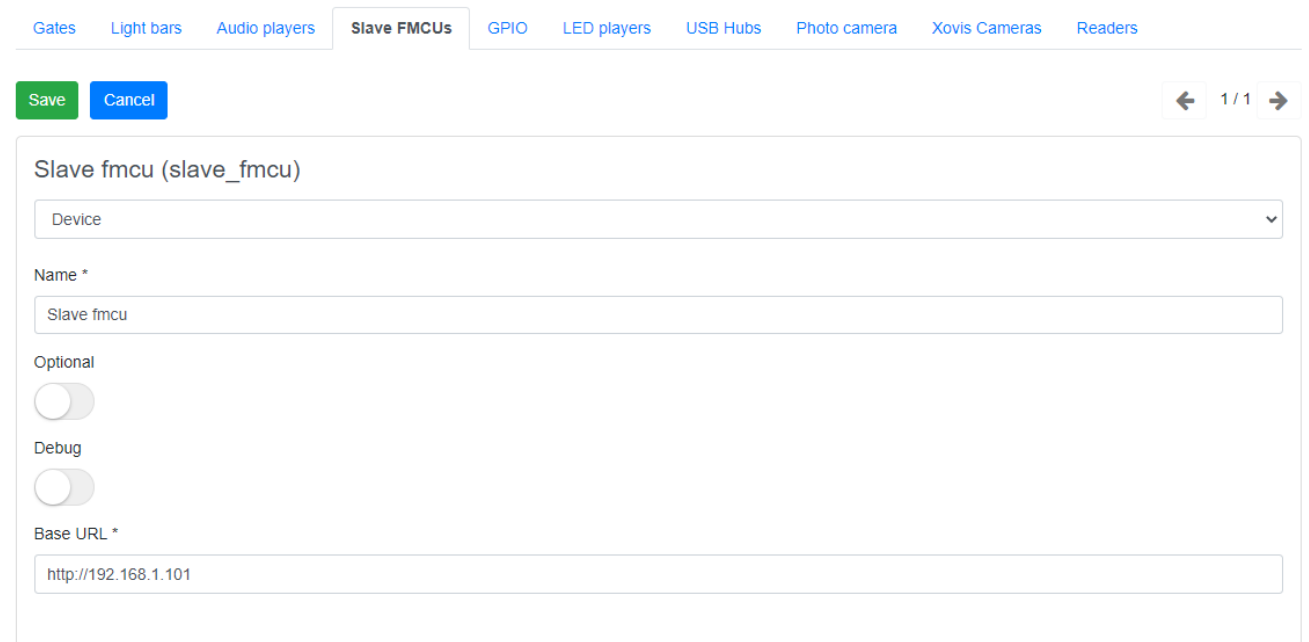 Gates Light bars Audio players Slave FMCUs GPIO LED players USB Hubs Photo camera Xovis Cameras Readers
Save Cancel 1 / 1
Slave fmcu (slave_fmcu)
Device
Name *
Slave fmcu
Optional
Debug
Base URL *
http://192.168.1.101